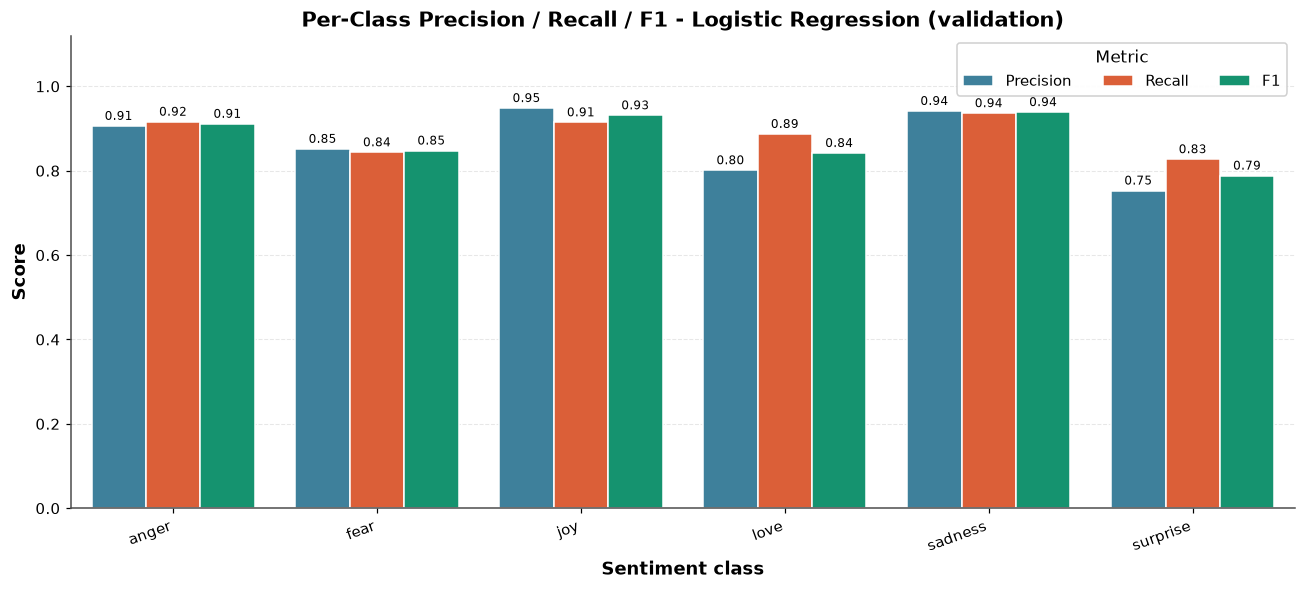 Per-Class Precision / Recall / F1 - Logistic Regression (validation)
Metric
Precision Recall F1
Score
1.0
0.8
0.6
0.4
0.2
0.0
0.91 0.92 0.91
0.85 0.84 0.85
0.95 0.91 0.93
0.80 0.89 0.84
0.94 0.94 0.94
0.75 0.83 0.79
anger fear joy love sadness surprise
Sentiment class